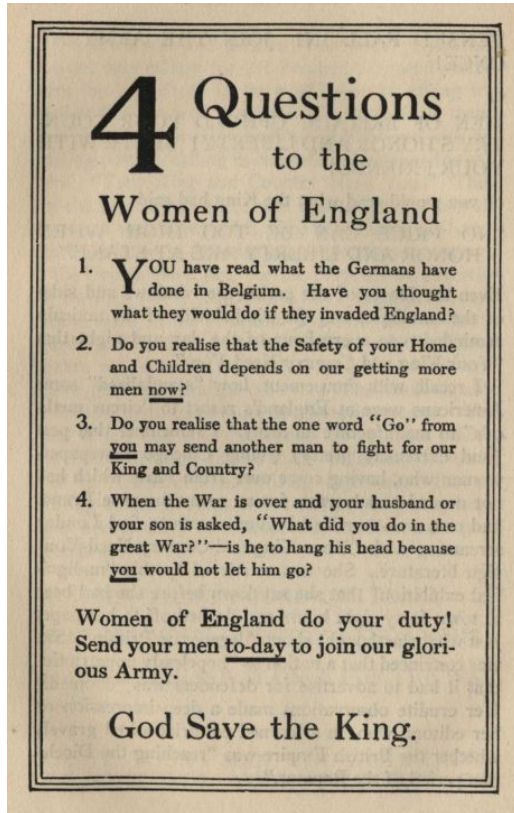 4 Questions
to the
Women of England
1. YOU have read what the Germans have
done in Belgium. Have you thought
what they would do if they invaded England?
2. Do you realise that the Safety of your Home
and Children depends on our getting more
men now?
3. Do you realise that the one word "Go" from
you may send another man to fight for our
King and Country?
4. When the War is over and your husband or
your son is asked, "What did you do in the
great War?"—is he to hang his head because
you would not let him go?
Women of England do your duty!
Send your men to-day to join our glori-
ous Army.
God Save the King.